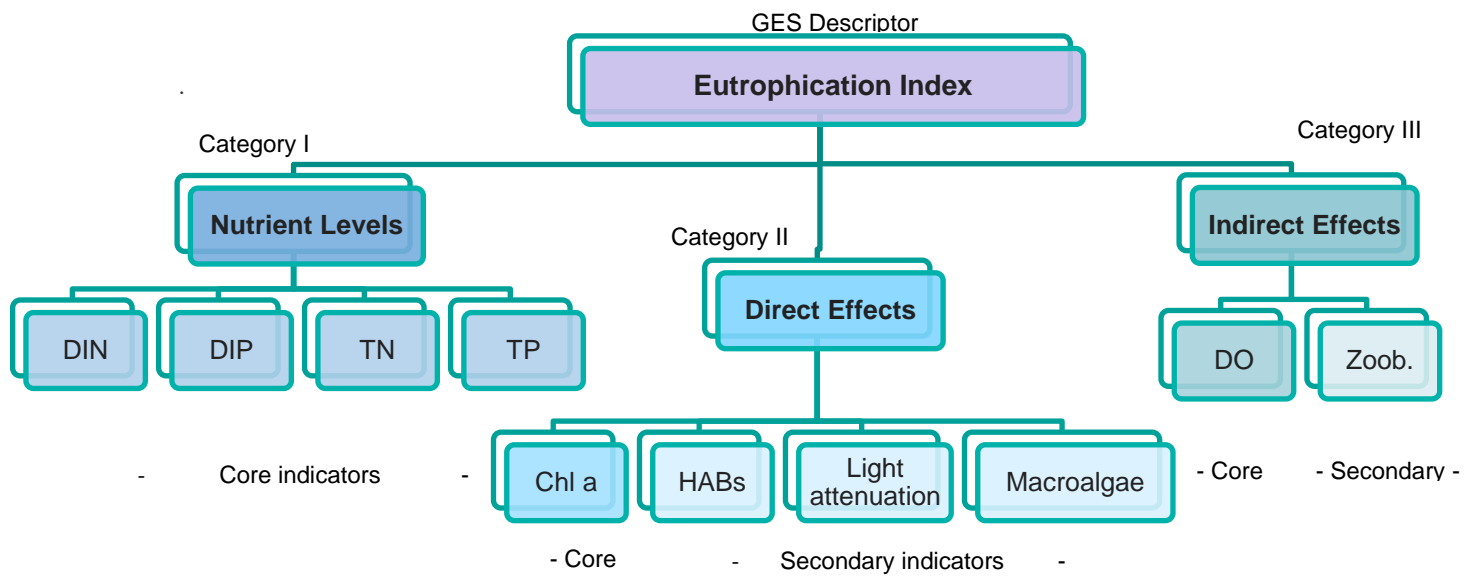 GES Descriptor
Eutrophication Index
.
Category I
Category III
Nutrient Levels
Category II
Indirect Effects
Direct Effects
DIN
DIP
TN
TP
DO
Zoob.
- Core indicators -
Chl a
HABs
Light
attenuation
Macroalgae
- Core
- Secondary -
- Core
- Secondary indicators -